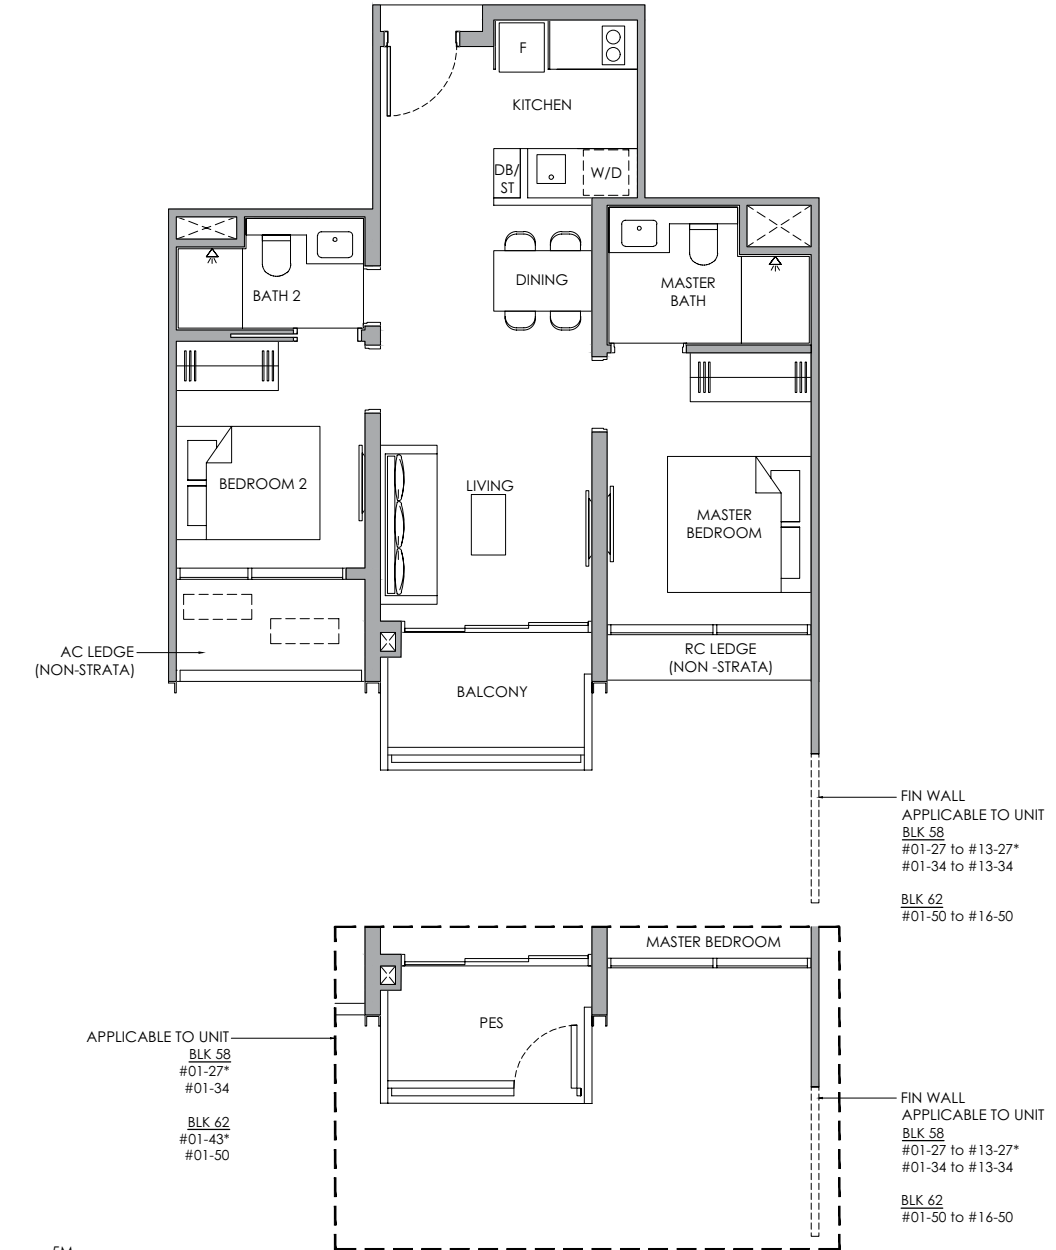 F
KITCHEN
DB/
ST
W/D
DINING
BATH 2
MASTER
BATH
BEDROOM 2
LIVING
MASTER
BEDROOM
AC LEDGE
(NON-STRATA)
RC LEDGE
(NON -STRATA)
BALCONY
FIN WALL
APPLICABLE TO UNIT
BLK 58
#01-27 to #13-27*
#01-34 to #13-34
BLK 62
#01-50 to #16-50
MASTER BEDROOM
PES
APPLICABLE TO UNIT
BLK 58
#01-27*
#01-34
BLK 62
#01-43*
#01-50
FIN WALL
APPLICABLE TO UNIT
BLK 58
#01-27 to #13-27*
#01-34 to #13-34
BLK 62
#01-50 to #16-50